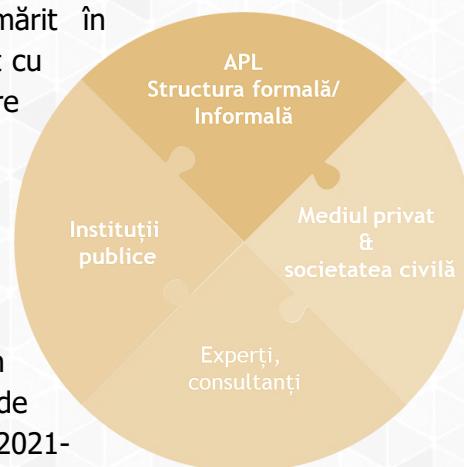 mărit în
cu
re
APL
Structura formală/
Informală
Instituții
publice
Mediul privat
&
societatea civilă
Experți,
consultanți
de
2021-